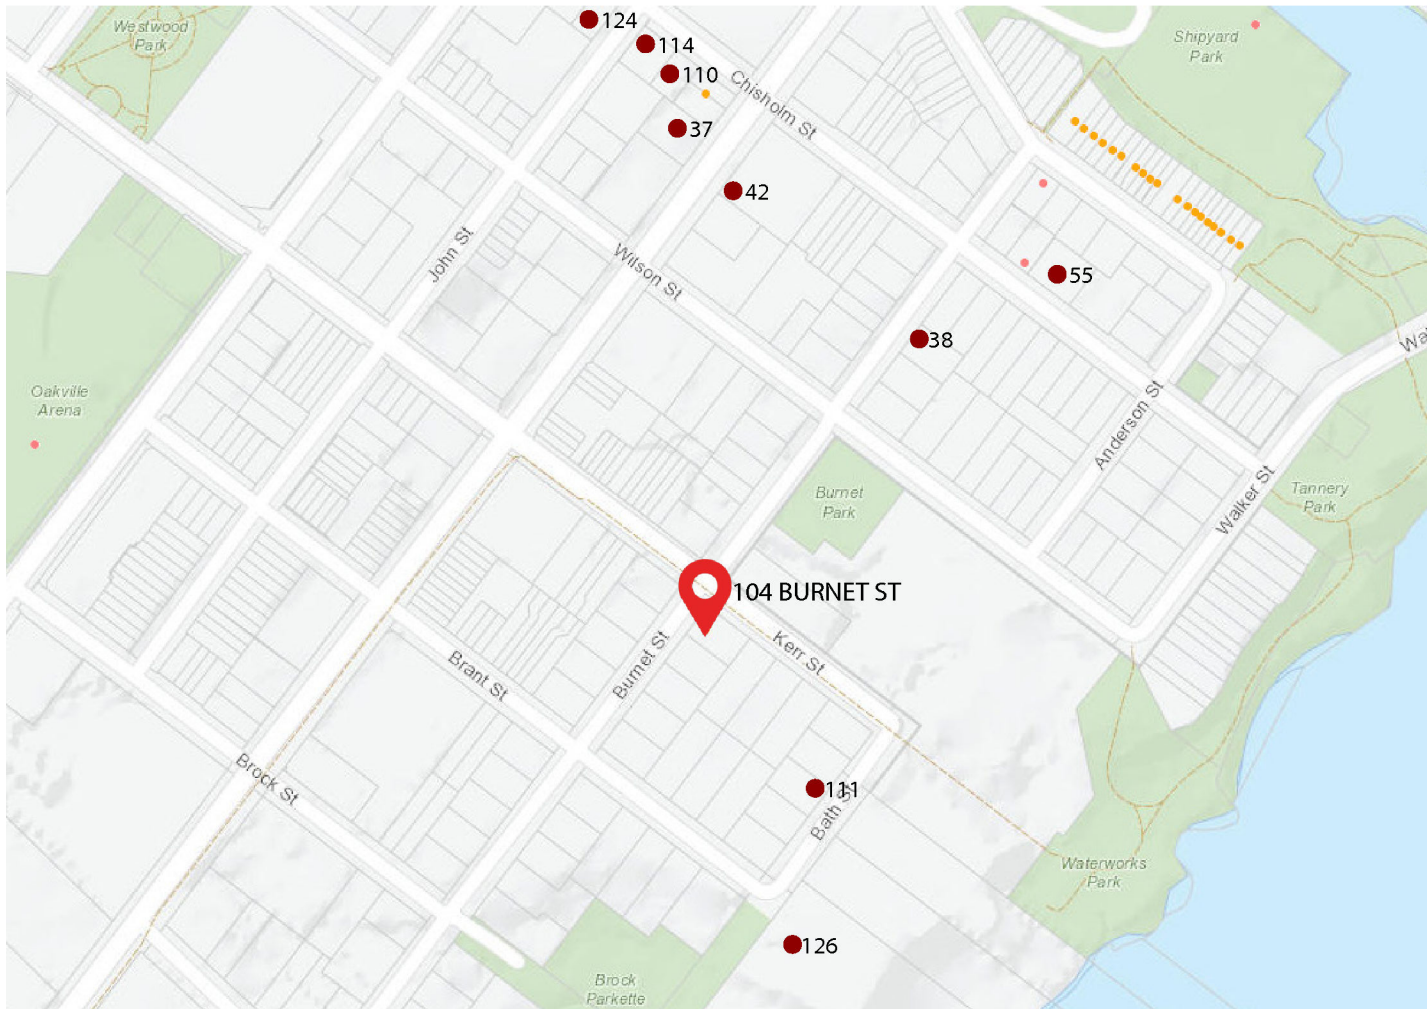 124
Westwood
Park
Shipyard
Park
114
110
Chisholm St
37
42
John St
Wilson St
55
38
Wal
Oakville
Arena
Anderson St
Burnet
Park
Tannery
Park
Walker St
104 BURNET ST
Kerr St
Burnet St
Brant St
Brock St
111
Bath St
Waterworks
Park
126
Brock
Parkette